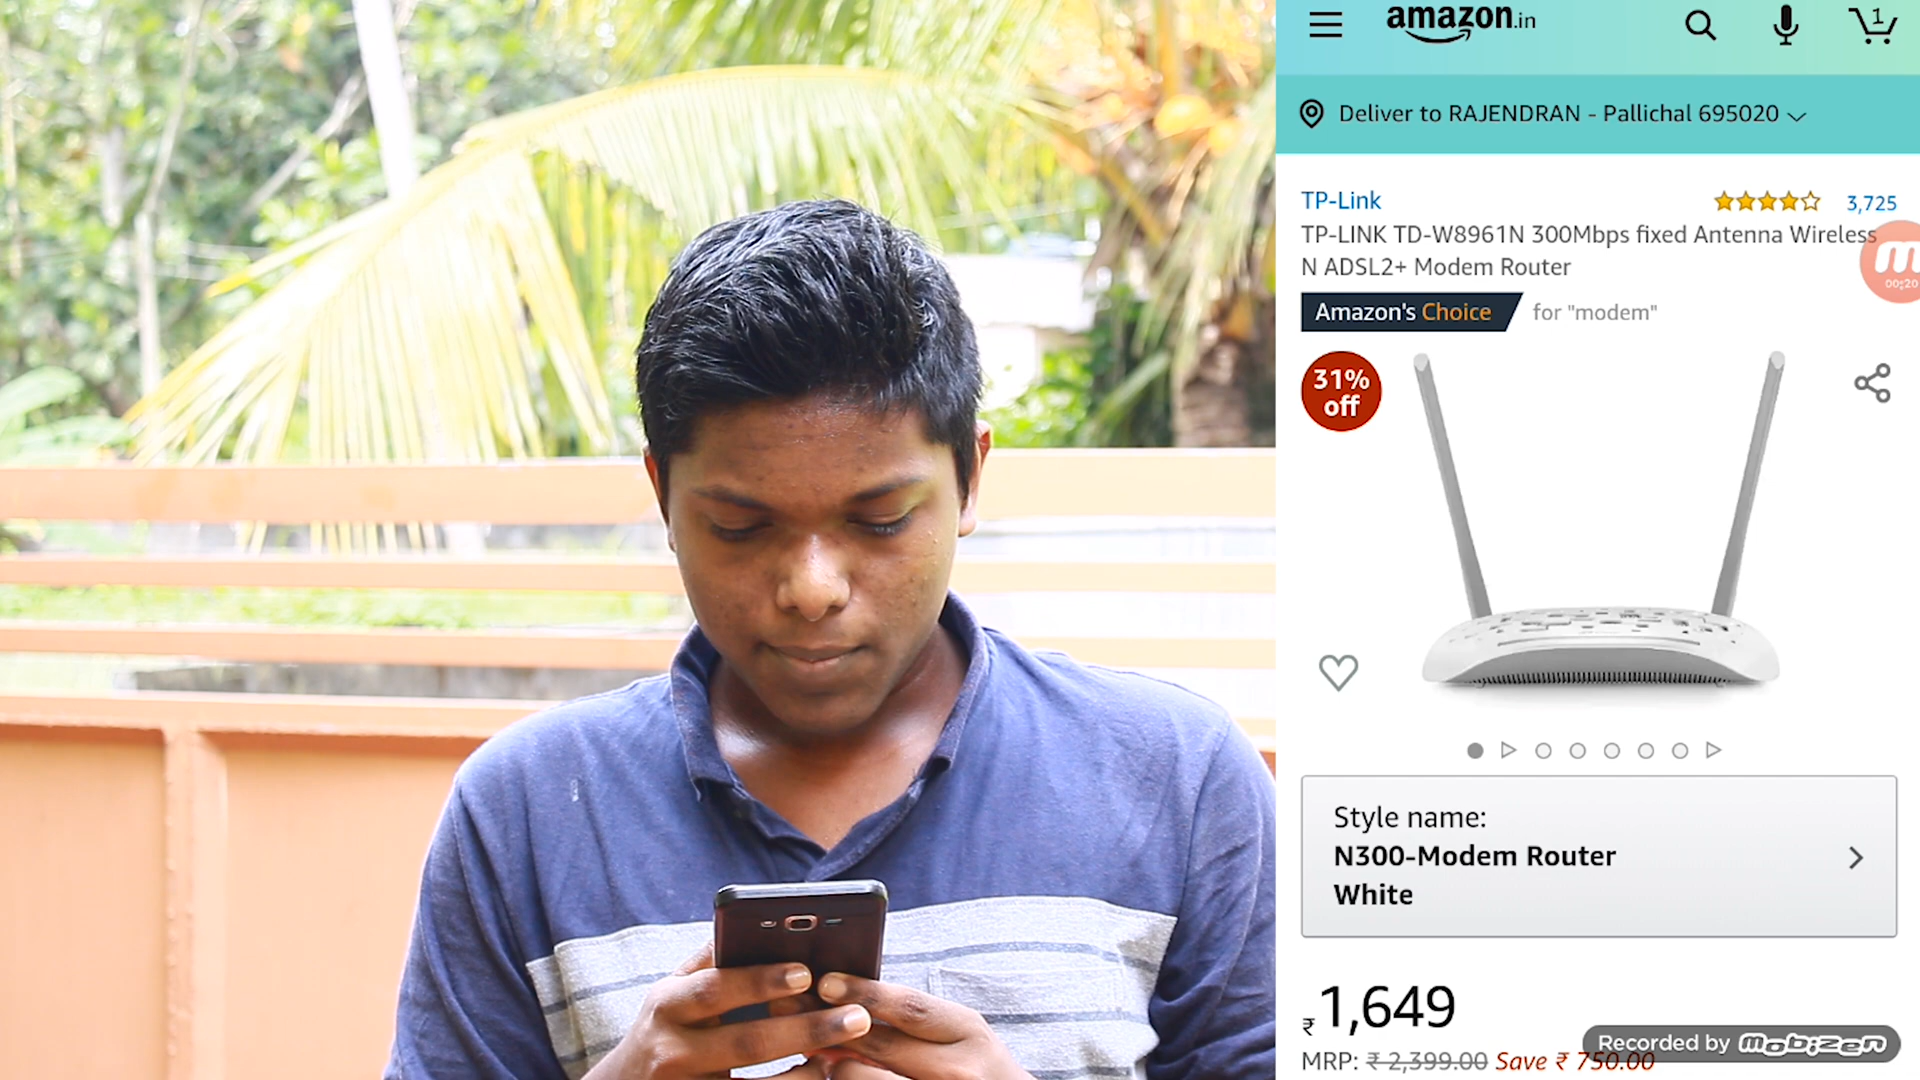 amazon.in
1
Deliver to RAJENDRAN - Pallichal 695020
TP-Link
3,725
TP-LINK TD-W8961N 300Mbps fixed Antenna Wireless
N ADSL2+ Modem Router
00:20
Amazon's Choice for "modem"
31%
off
Style name:
N300-Modem Router
White
₹ 1,649
Recorded by mobizen
MRP: ₹ 2,399.00 Save ₹ 750.00